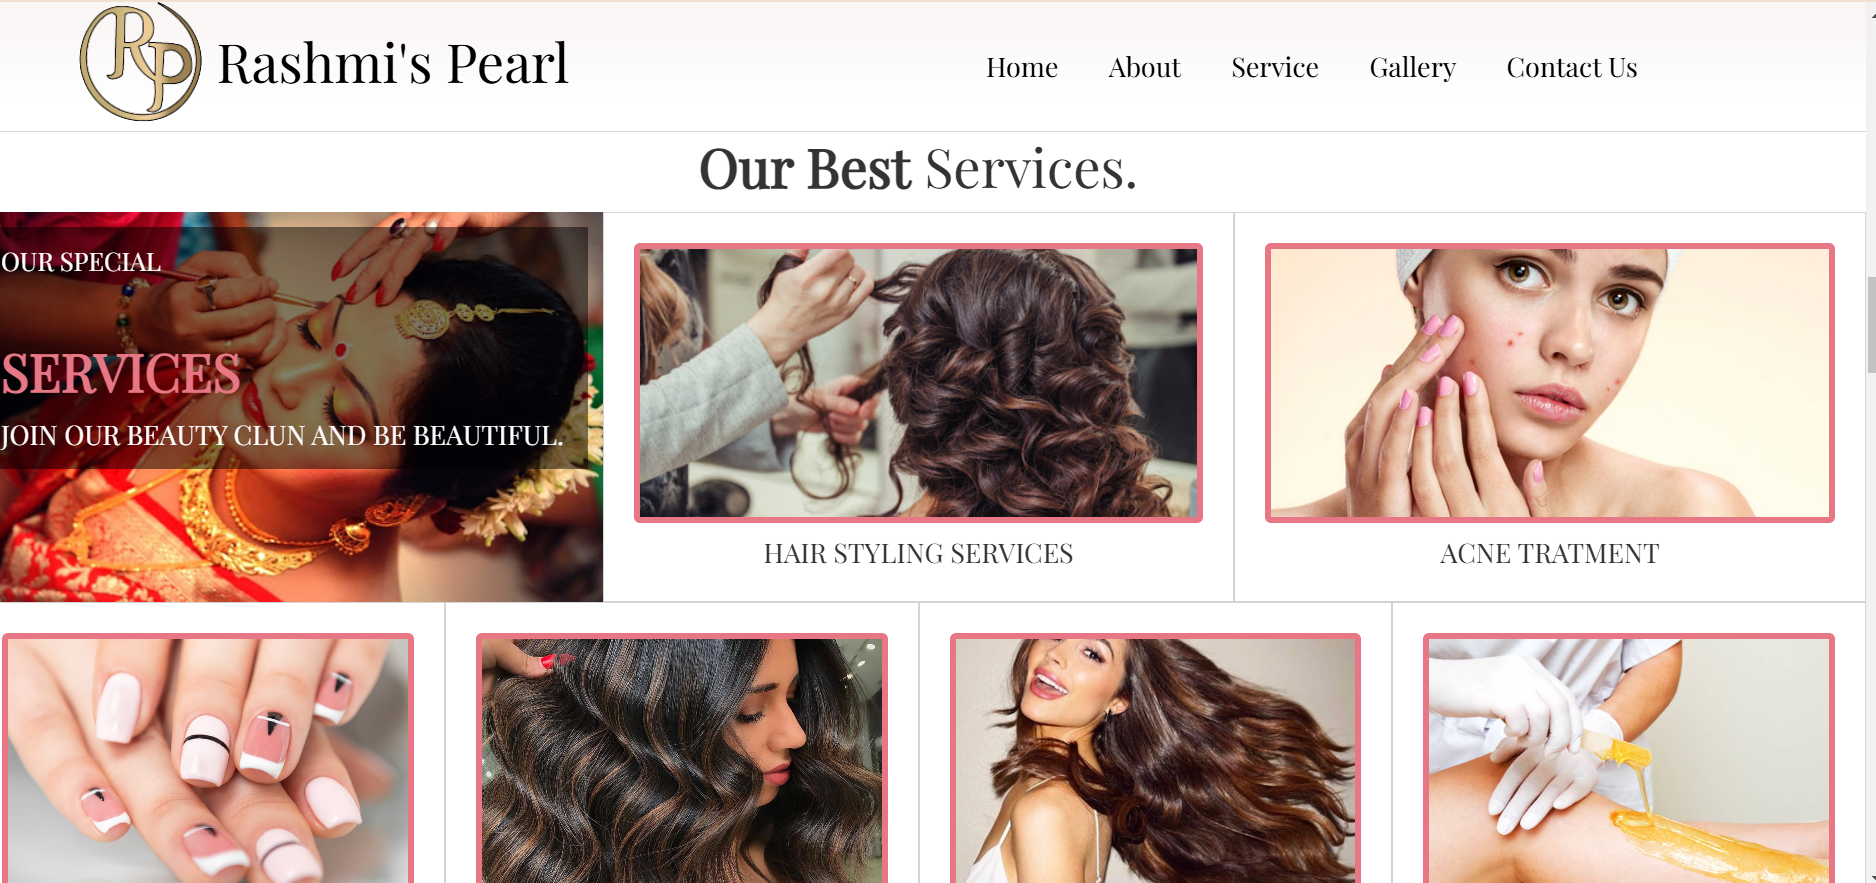 RP
Rashmi's Pearl
Home About Service Gallery Contact Us
Our Best Services.
OUR SPECIAL
SERVICES
JOIN OUR BEAUTY CLUN AND BE BEAUTIFUL.
HAIR STYLING SERVICES
ACNE TRATMENT